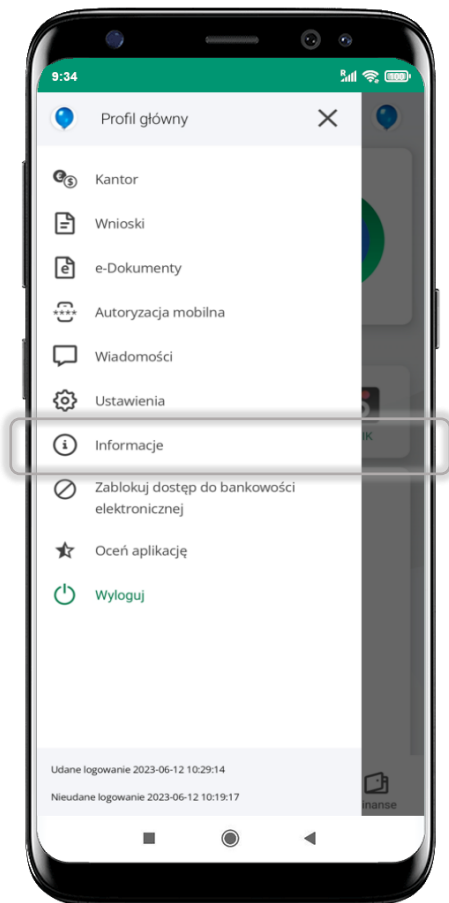 9:34
Profil główny
Kantor
Wnioski
e-Dokumenty
Autoryzacja mobilna
Wiadomości
Ustawienia
Informacje
IK
Zablokuj dostęp do bankowości
elektronicznej
Oceń aplikację
Wyloguj
Udane logowanie 2023-06-12 10:29:14
Nieudane logowanie 2023-06-12 10:19:17
inanse